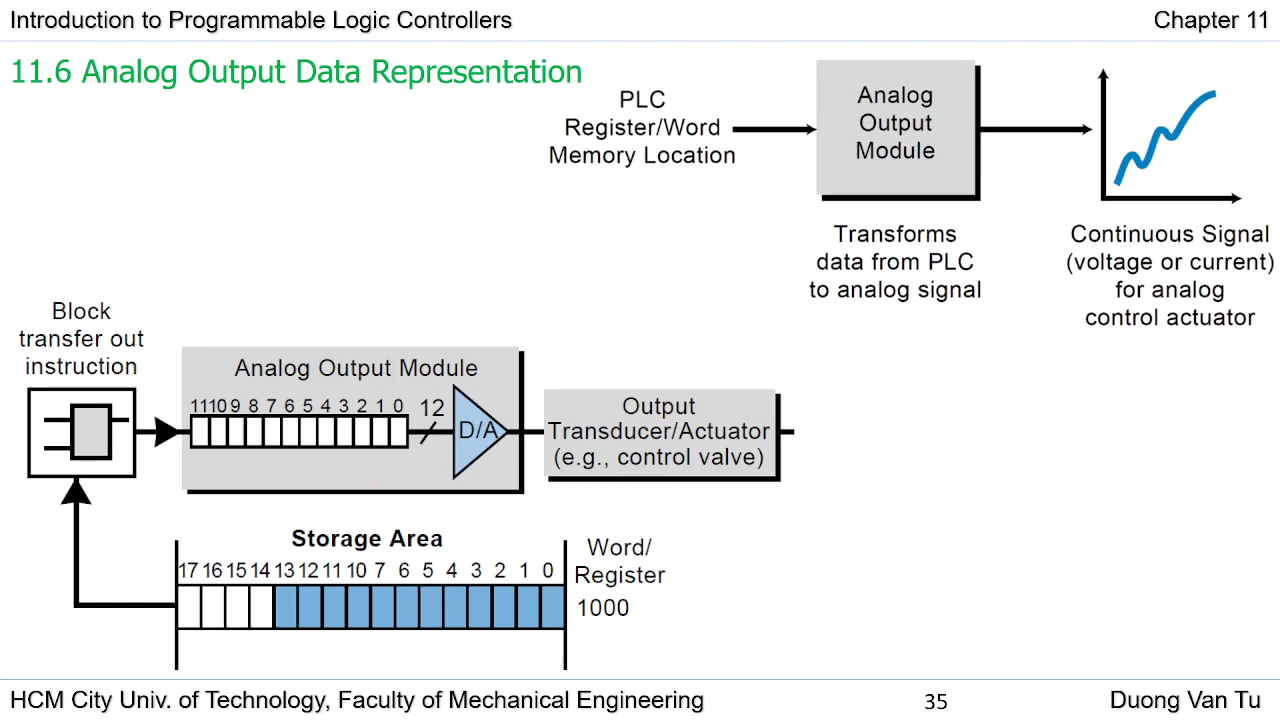 Introduction to Programmable Logic Controllers
Chapter 11
11.6 Analog Output Data Representation
PLC
Register/Word
Memory Location
Analog
Output
Module
Transforms
data from PLC
to analog signal
Continuous Signal
(voltage or current)
for analog
control actuator
Block
transfer out
instruction
Analog Output Module
11 10 9 8 7 6 5 4 3 2 1 0
12
D/A
Output
Transducer/Actuator
(e.g., control valve)
Storage Area
17 16 15 14 13 12 11 10 7 6 5 4 3 2 1 0
Word/
Register
1000
HCM City Univ. of Technology, Faculty of Mechanical Engineering
35
Duong Van Tu